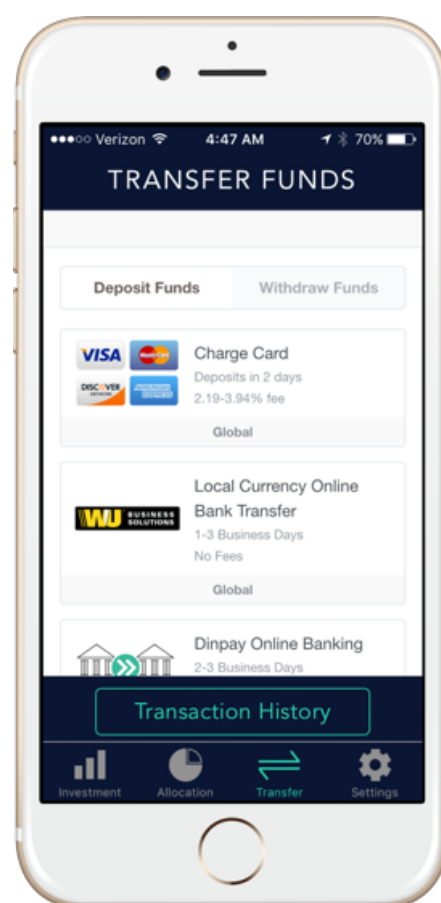 Verizon 4:47 AM 70%
TRANSFER FUNDS
Deposit Funds Withdraw Funds
VISA MasterCard
Charge Card
Deposits in 2 days
DISCOVER NETWORK AMERICAN EXPRESS
2.19-3.94% fee
Global
Local Currency Online
Bank Transfer
WU BUSINESS SOLUTIONS
1-3 Business Days
No Fees
Global
Dinpay Online Banking
2-3 Business Days
Transaction History
Investment Allocation Transfer Settings